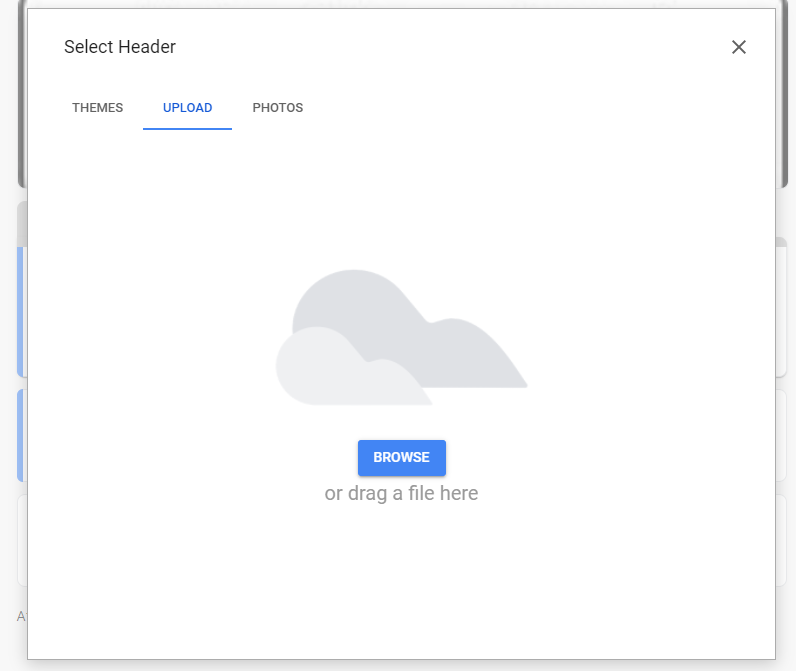 Select Header
THEMES UPLOAD PHOTOS
BROWSE
or drag a file here